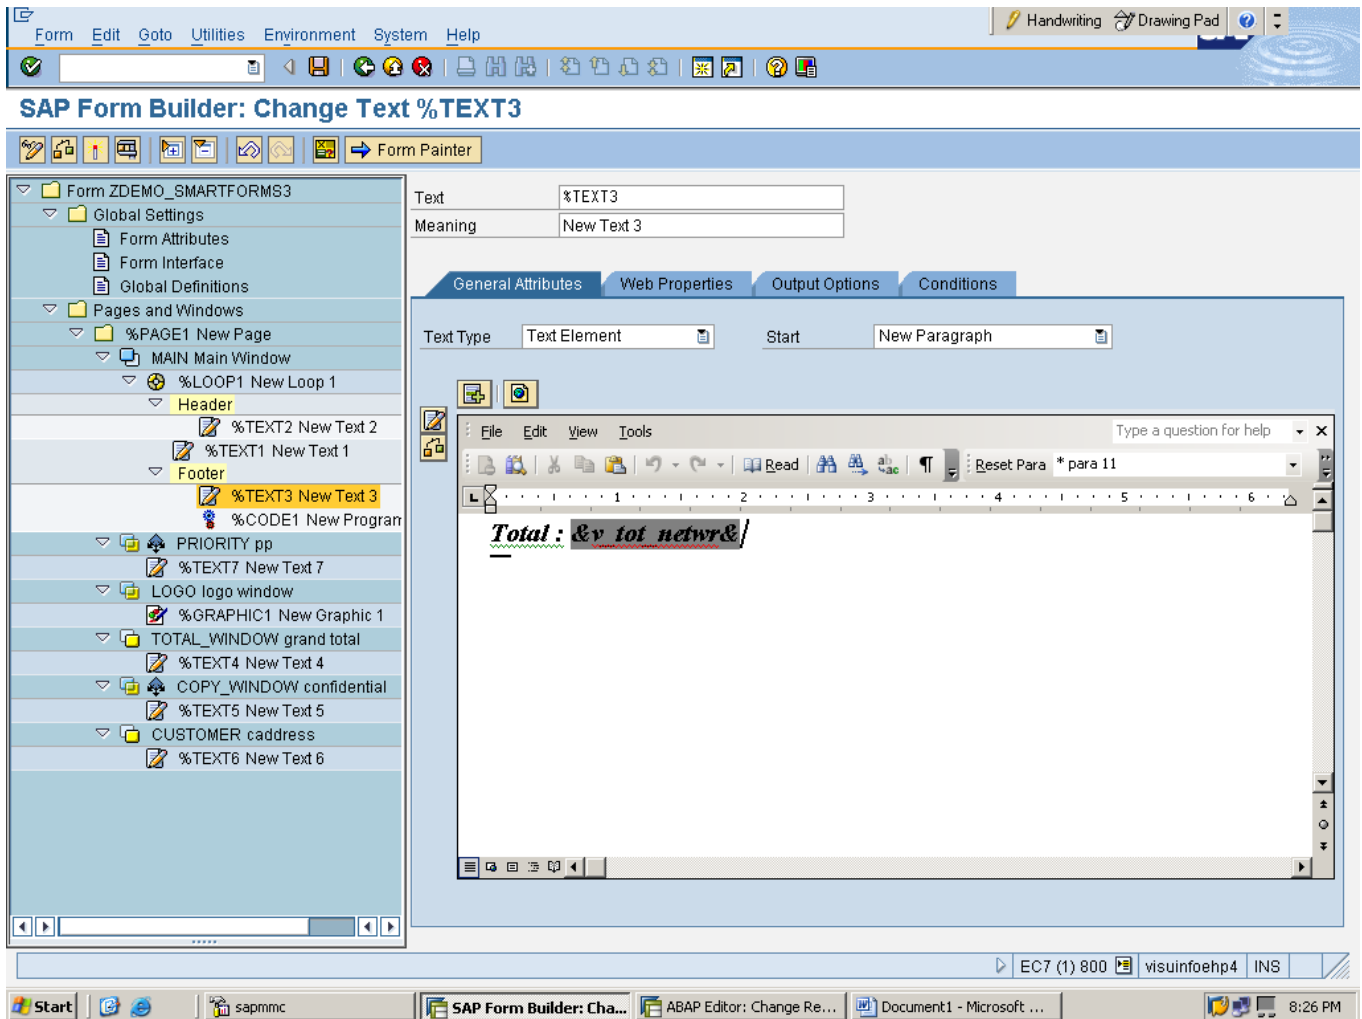 Handwriting Drawing Pad
Form Edit Goto Utilities Environment System Help
SAP Form Builder: Change Text %TEXT3
Form Painter
Form ZDEMO_SMARTFORMS3
Global Settings
Form Attributes
Form Interface
Global Definitions
Pages and Windows
%PAGE1 New Page
MAIN Main Window
%LOOP1 New Loop 1
Header
%TEXT2 New Text 2
%TEXT1 New Text 1
Footer
%TEXT3 New Text 3
%CODE1 New Program
PRIORITY pp
%TEXT7 New Text 7
LOGO logo window
%GRAPHIC1 New Graphic 1
TOTAL_WINDOW grand total
%TEXT4 New Text 4
COPY_WINDOW confidential
%TEXT5 New Text 5
CUSTOMER caddress
%TEXT6 New Text 6
Text %TEXT3
Meaning New Text 3
General Attributes Web Properties Output Options Conditions
Text Type Text Element Start New Paragraph
File Edit View Tools Type a question for help
Read Reset Para * para 11
1 2 3 4 5 6
Total : &v_tot_netwr&
EC7 (1) 800 visuinfoehp4 INS
Start sapmmc SAP Form Builder: Cha... ABAP Editor: Change Re... Document1 - Microsoft ... 8:26 PM